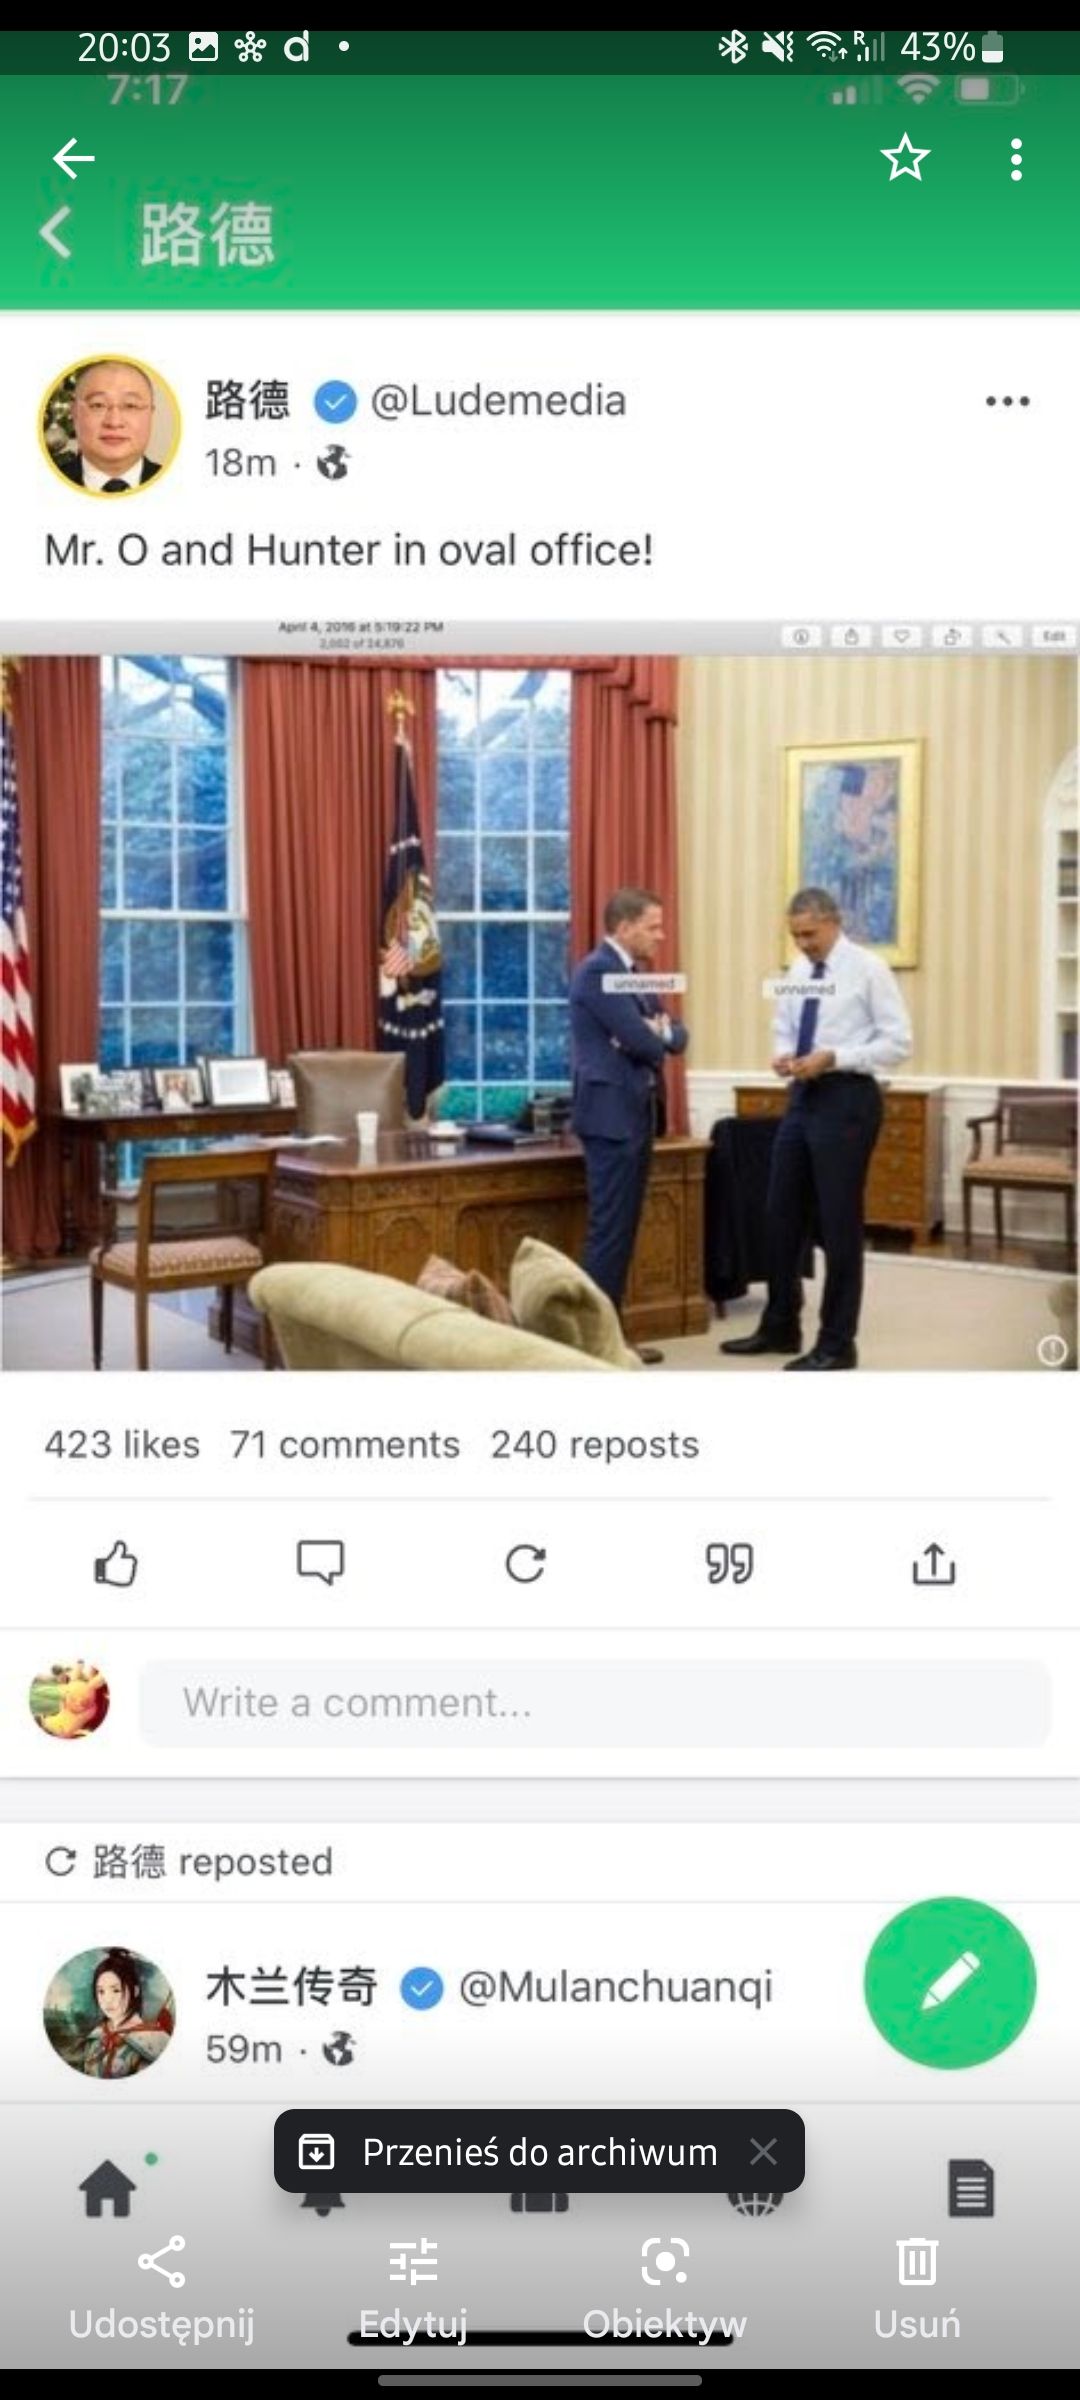 20:03
43%
7:17
路德
路德 @Ludemedia
18m ·
Mr. O and Hunter in oval office!
April 4, 2016 at 5:19:22 PM
2,002 of 24,876
Edit
unnamed
unnamed
423 likes 71 comments 240 reposts
Write a comment...
路德 reposted
木兰传奇 @Mulanchuanqi
59m ·
Przenieś do archiwum
Udostępnij Edytuj Obiektyw Usuń